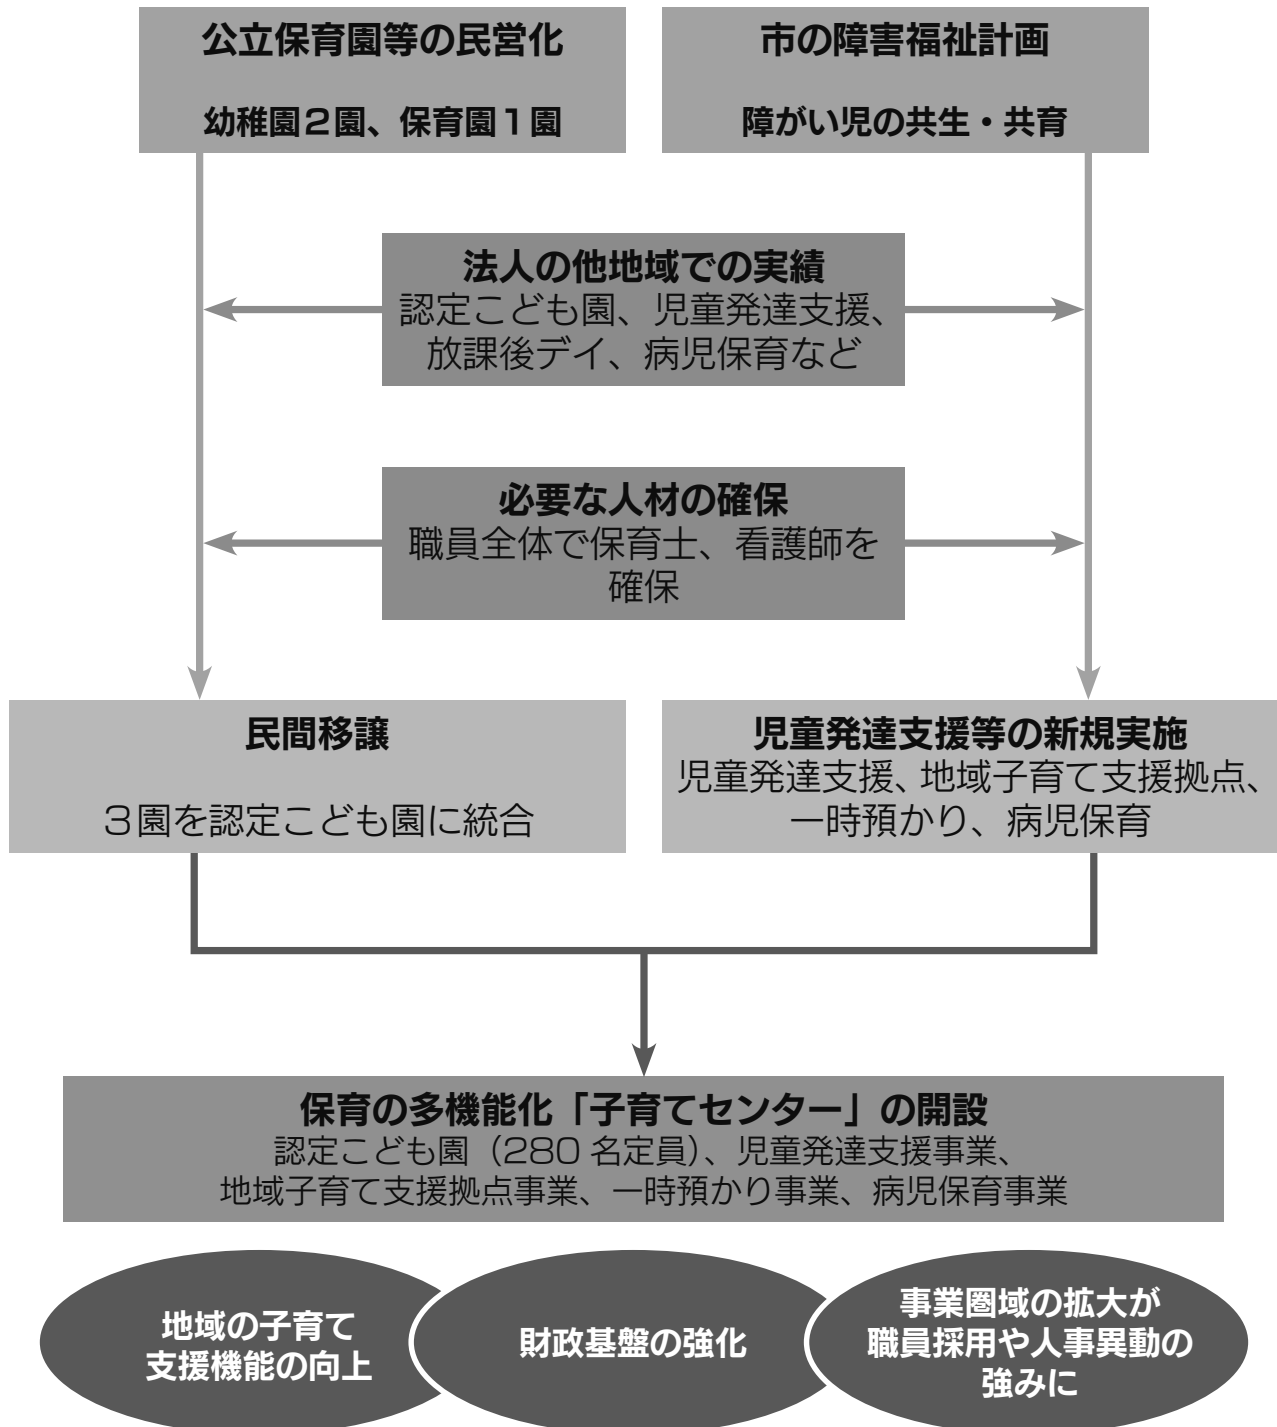 公立保育園等の民営化
幼稚園2園、保育園1園
市の障害福祉計画
障がい児の共生・共育
法人の他地域での実績
認定こども園、児童発達支援、
放課後デイ、病児保育など
必要な人材の確保
職員全体で保育士、看護師を
確保
民間移譲
3園を認定こども園に統合
児童発達支援等の新規実施
児童発達支援、地域子育て支援拠点、
一時預かり、病児保育
保育の多機能化「子育てセンター」の開設
認定こども園（280 名定員）、児童発達支援事業、
地域子育て支援拠点事業、一時預かり事業、病児保育事業
地域の子育て
支援機能の向上
財政基盤の強化
事業圏域の拡大が
職員採用や人事異動の
強みに